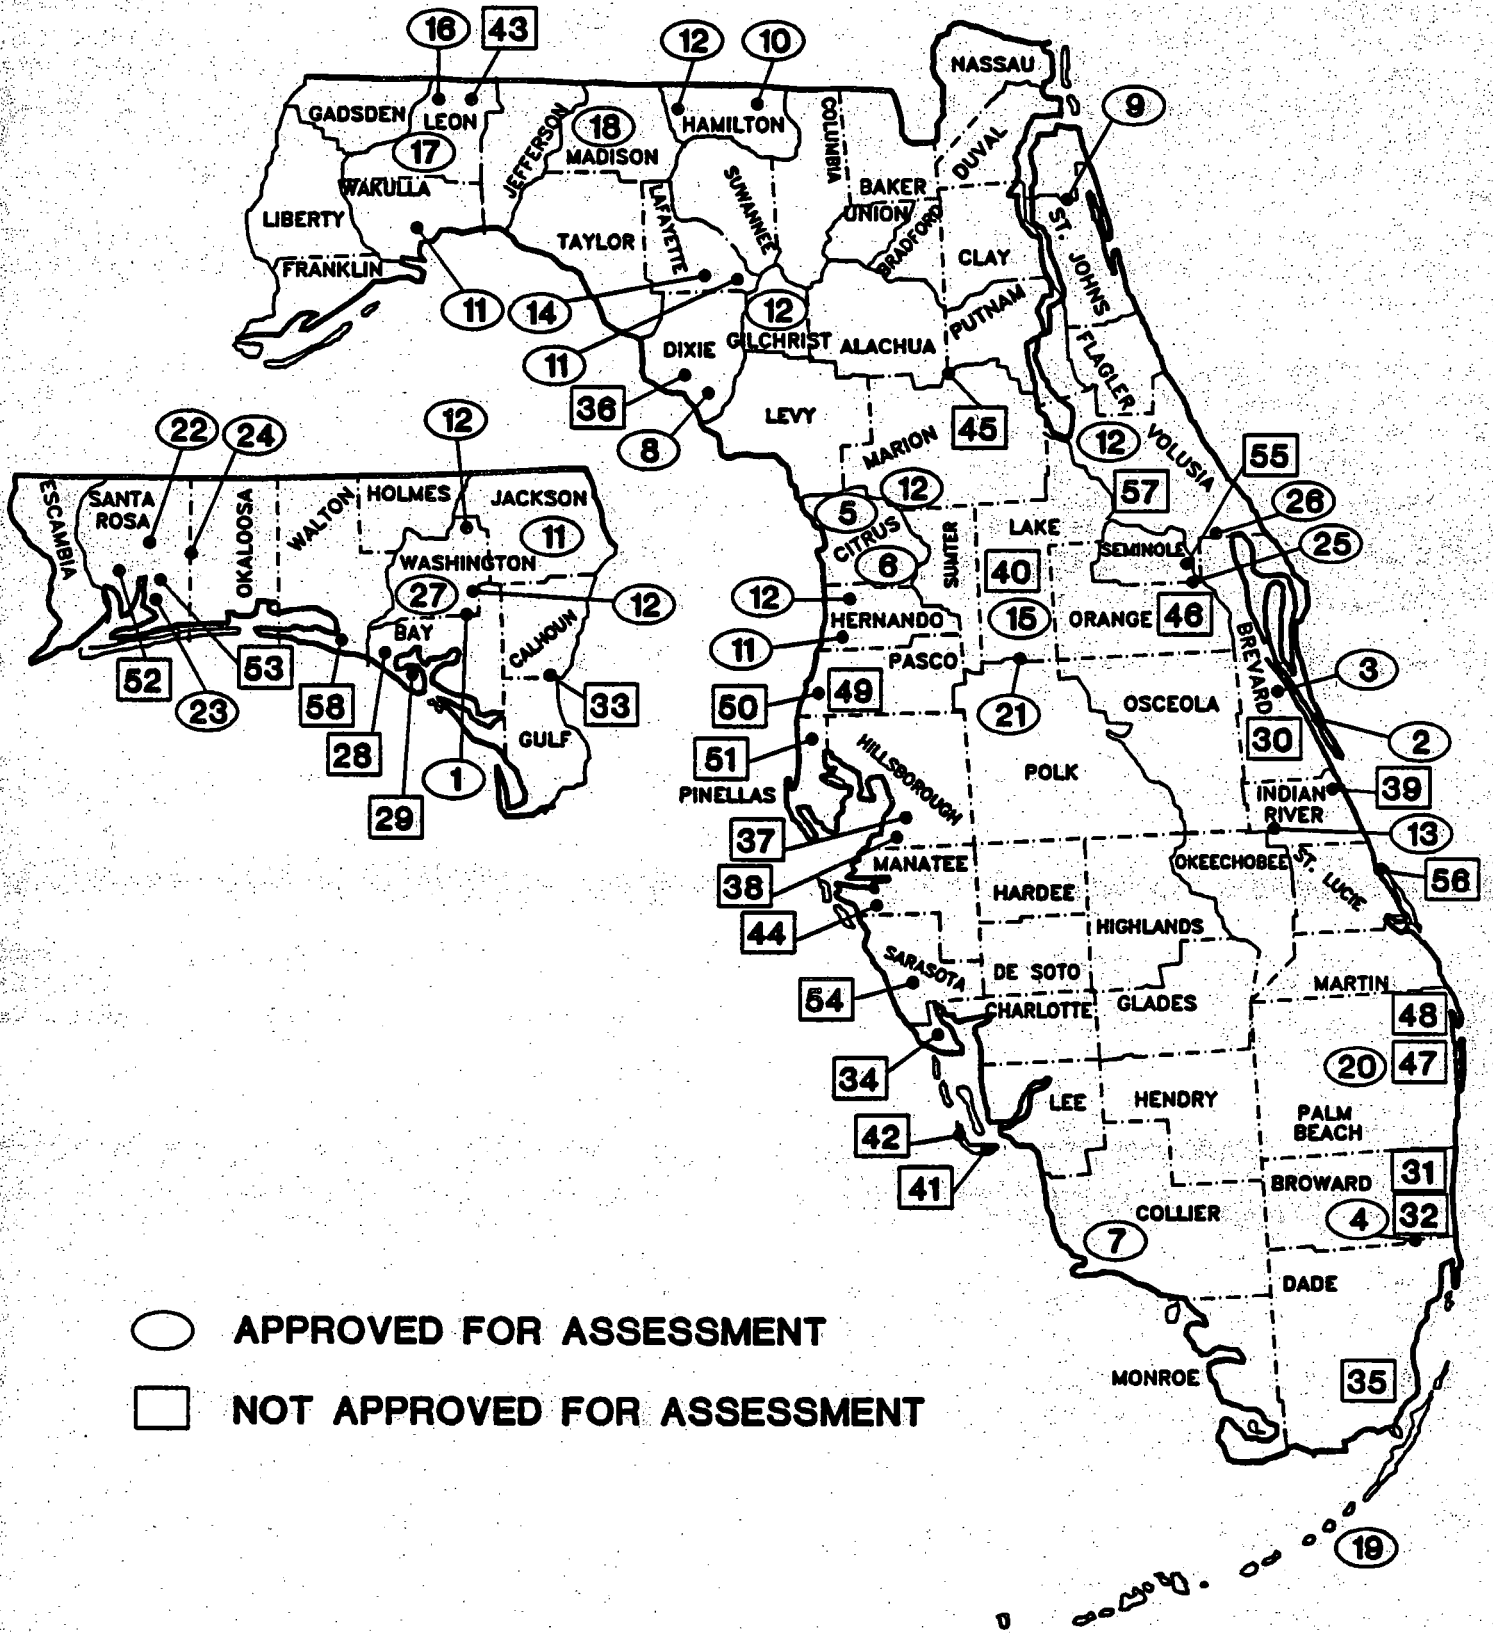 16
43
12
10
NASSAU
9
GADSDEN
LEON
JEFFERSON
18
MADISON
HAMILTON
COLUMBIA
DUVAL
17
WAKULLA
LAFAYETTE
SUWANNEE
BAKER
UNION
BRADFORD
ST. JOHNS
LIBERTY
TAYLOR
CLAY
FRANKLIN
11
14
12
PUTNAM
11
DIXIE
GILCHRIST
ALACHUA
FLAGLER
36
8
LEVY
MARION
45
12
VOLUSIA
55
22
24
12
ESCAMBIA
SANTA
ROSA
OKALOOSA
WALTON
HOLMES
JACKSON
11
WASHINGTON
27
12
BAY
CALHOUN
52
23
53
58
28
29
1
33
GULF
5
12
CITRUS
6
SUMTER
LAKE
57
26
25
SEMINOLE
40
12
HERNANDO
15
ORANGE
46
11
PASCO
BREVARD
3
50
49
21
OSCEOLA
2
51
HILLSBOROUGH
POLK
30
PINELLAS
INDIAN
RIVER
39
37
13
38
MANATEE
OKEECHOBEE
ST. LUCIE
56
44
HARDEE
HIGHLANDS
SARASOTA
DE SOTO
54
MARTIN
CHARLOTTE
GLADES
48
34
20
47
LEE
HENDRY
PALM
BEACH
42
41
BROWARD
31
COLLIER
4
32
7
DADE
APPROVED FOR ASSESSMENT
MONROE
35
NOT APPROVED FOR ASSESSMENT
19